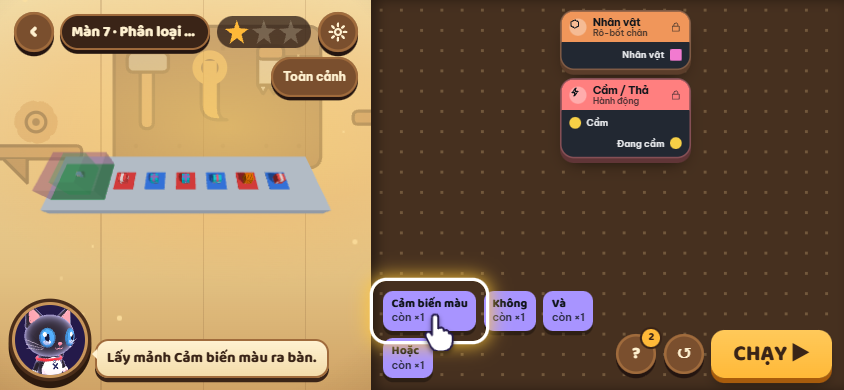 Màn 7 · Phân loại ...
Toàn cảnh
Lấy mảnh Cảm biến màu ra bàn.
Nhân vật
Rô-bốt chân
Nhân vật
Cầm / Thả
Hành động
Cầm
Đang cầm
Cảm biến màu
còn ×1
Không
còn ×1
Và
còn ×1
Hoặc
còn ×1
?
2
CHẠY